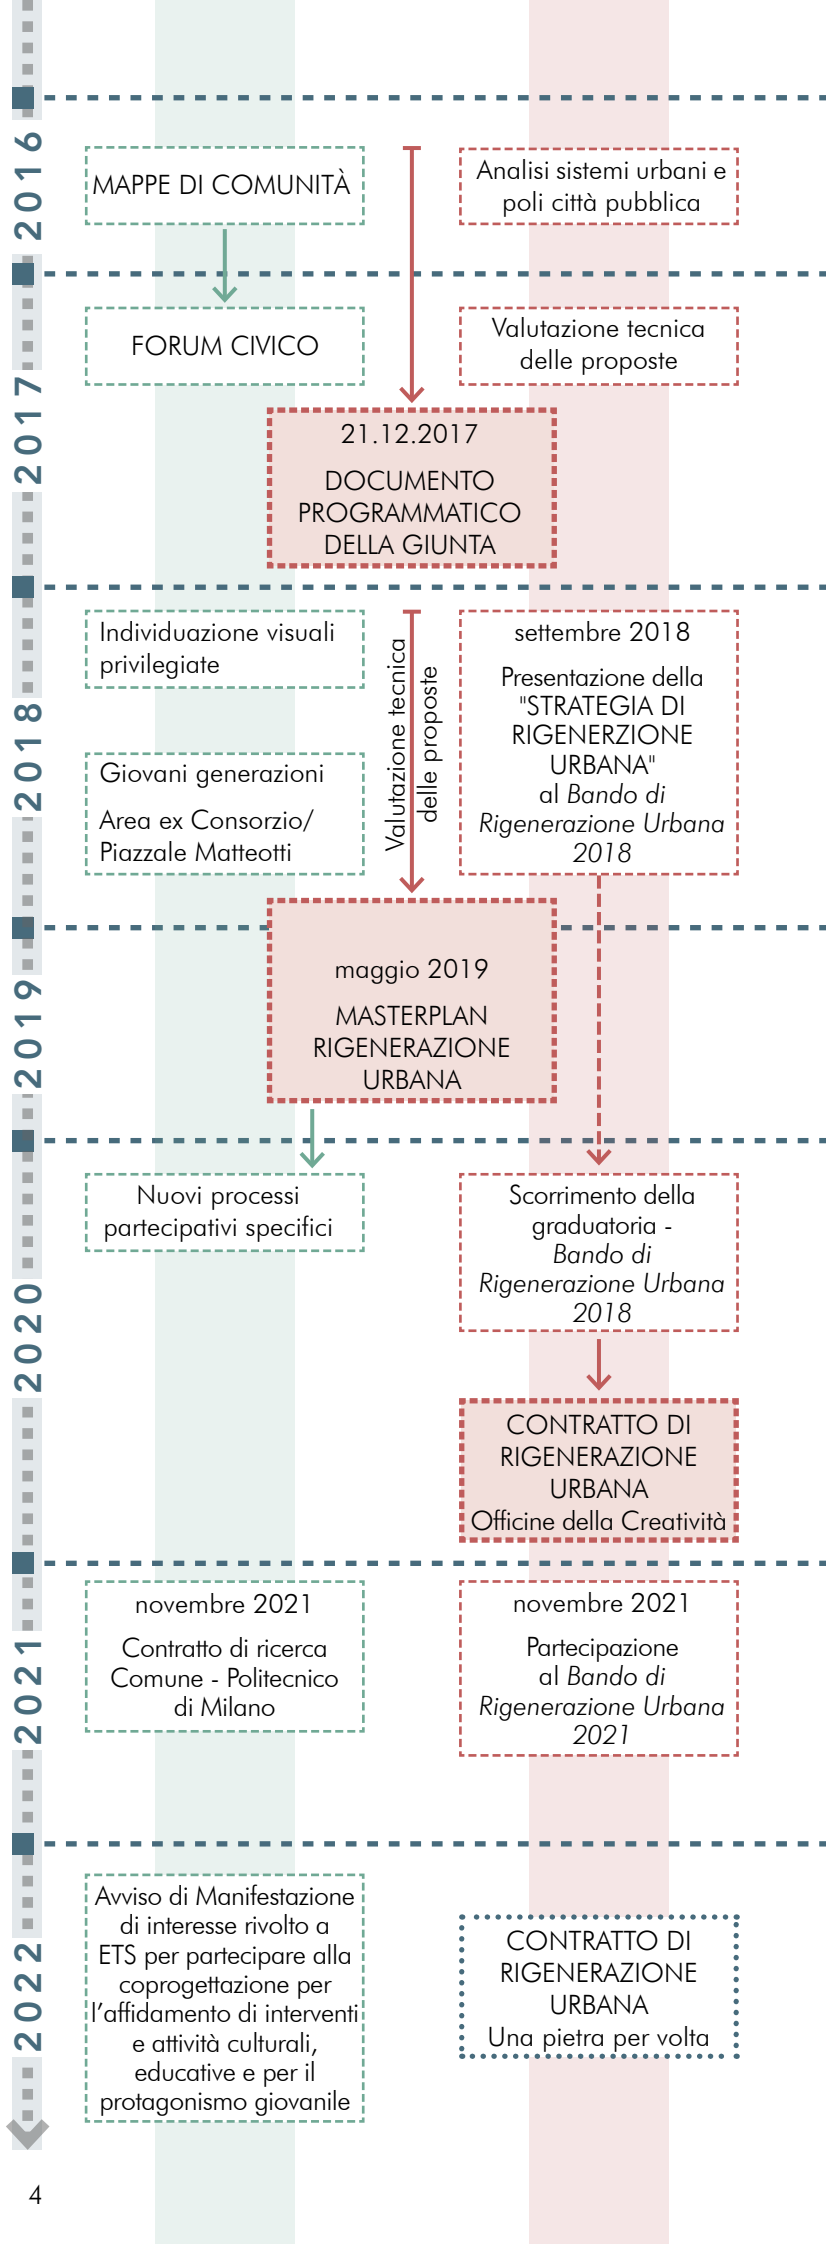 2016
MAPPE DI COMUNITÀ
Analisi sistemi urbani e
poli città pubblica
2017
FORUM CIVICO
Valutazione tecnica
delle proposte
21.12.2017
DOCUMENTO
PROGRAMMATICO
DELLA GIUNTA
2018
Individuazione visuali
privilegiate
Giovani generazioni
Area ex Consorzio/
Piazzale Matteotti
Valutazione tecnica
delle proposte
settembre 2018
Presentazione della
"STRATEGIA DI
RIGENERZIONE
URBANA"
al Bando di
Rigenerazione Urbana
2018
2019
maggio 2019
MASTERPLAN
RIGENERAZIONE
URBANA
2020
Nuovi processi
partecipativi specifici
Scorrimento della
graduatoria -
Bando di
Rigenerazione Urbana
2018
CONTRATTO DI
RIGENERAZIONE
URBANA
Officine della Creatività
2021
novembre 2021
Contratto di ricerca
Comune - Politecnico
di Milano
novembre 2021
Partecipazione
al Bando di
Rigenerazione Urbana
2021
2022
Avviso di Manifestazione
di interesse rivolto a
ETS per partecipare alla
coprogettazione per
l'affidamento di interventi
e attività culturali,
educative e per il
protagonismo giovanile
CONTRATTO DI
RIGENERAZIONE
URBANA
Una pietra per volta
4